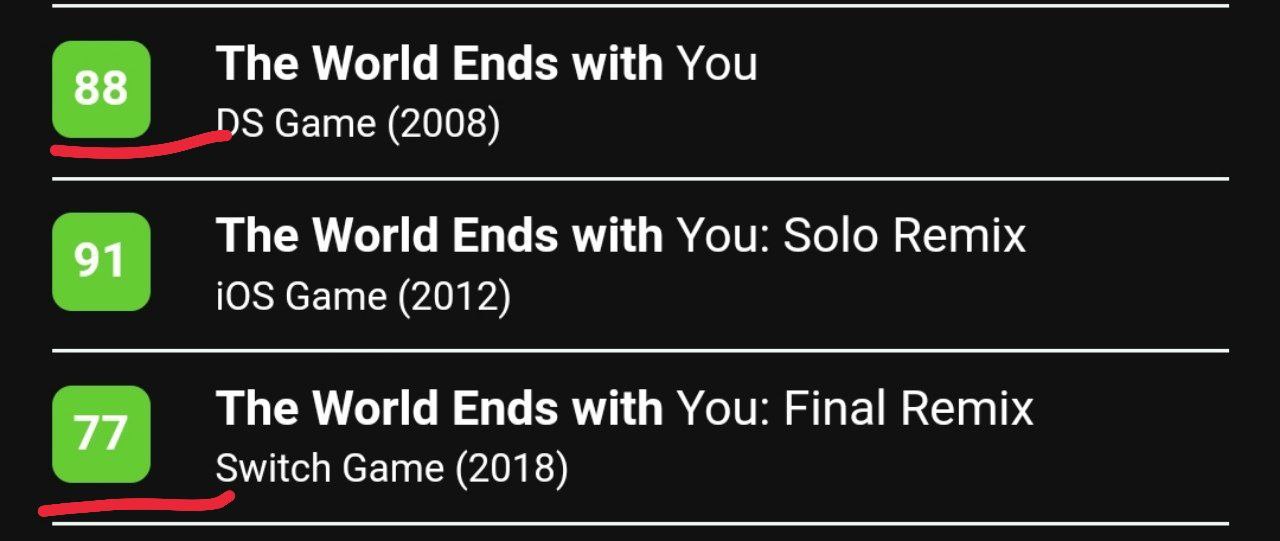 88
The World Ends with You
DS Game (2008)
91
The World Ends with You: Solo Remix
iOS Game (2012)
77
The World Ends with You: Final Remix
Switch Game (2018)